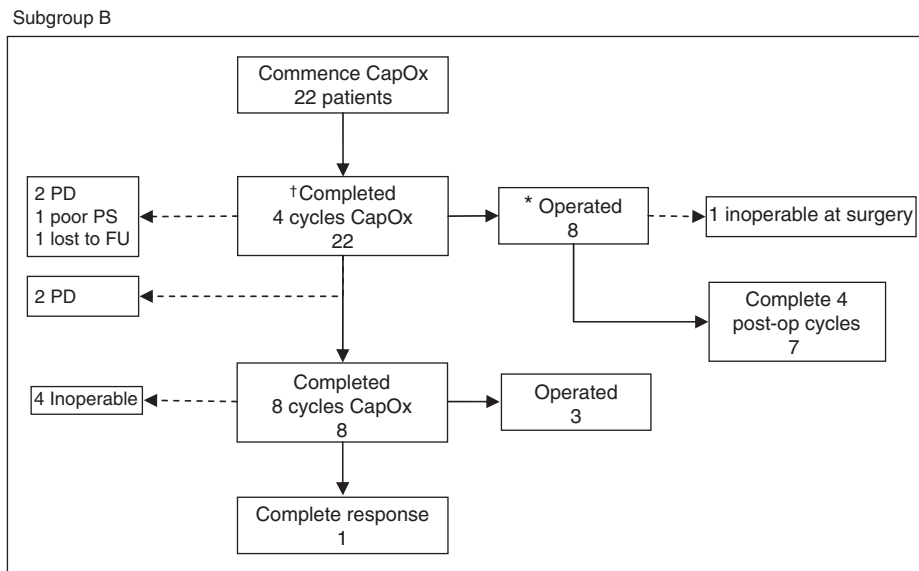 Subgroup B
Commence CapOx
22 patients
2 PD
1 poor PS
1 lost to FU
†Completed
4 cycles CapOx
22
* Operated
8
1 inoperable at surgery
2 PD
Complete 4
post-op cycles
7
4 Inoperable
Completed
8 cycles CapOx
8
Operated
3
Complete response
1